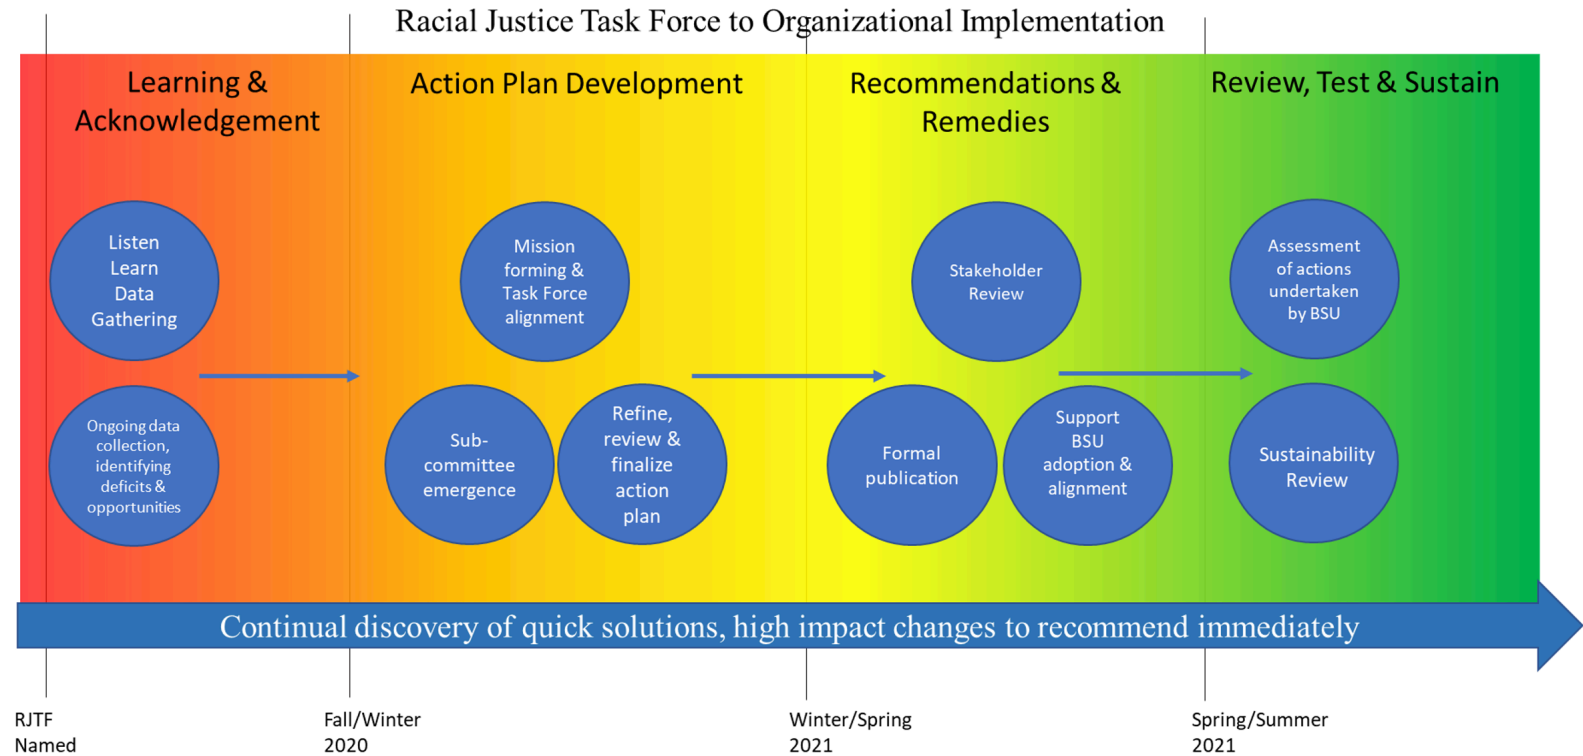 Racial Justice Task Force to Organizational Implementation
Learning &
Acknowledgement
Action Plan Development
Recommendations &
Remedies
Review, Test & Sustain
Listen
Learn
Data
Gathering
Ongoing data
collection,
identifying
deficits &
opportunities
Mission
forming &
Task Force
alignment
Sub-
committee
emergence
Refine,
review &
finalize
action
plan
Stakeholder
Review
Formal
publication
Support
BSU
adoption &
alignment
Assessment
of actions
undertaken
by BSU
Sustainability
Review
Continual discovery of quick solutions, high impact changes to recommend immediately
RJTF
Named
Fall/Winter
2020
Winter/Spring
2021
Spring/Summer
2021